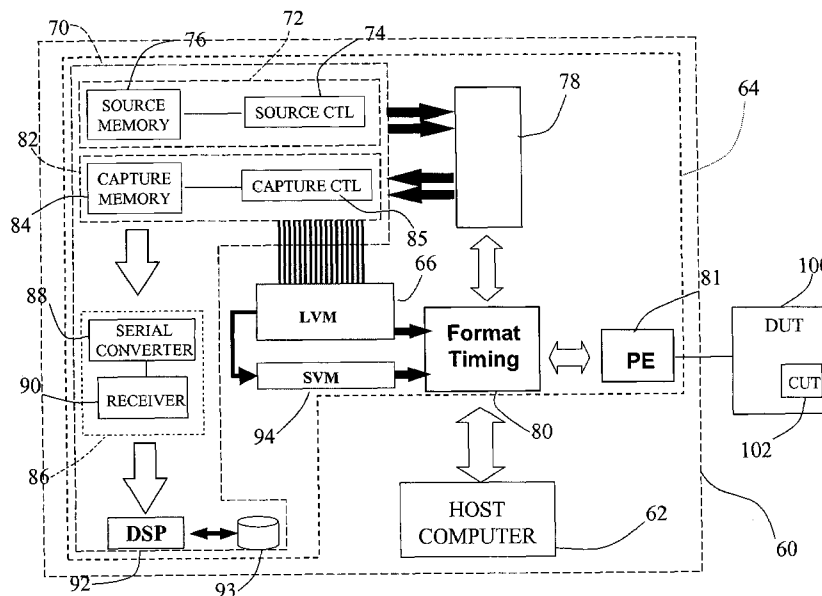 70
76
72
74
SOURCE
MEMORY
SOURCE CTL
78
64
82
CAPTURE
MEMORY
CAPTURE CTL
84
85
66
81
100
LVM
Format
Timing
PE
DUT
CUT
88
SERIAL
CONVERTER
SVM
90
RECEIVER
94
80
102
86
HOST
COMPUTER
62
60
DSP
92
93